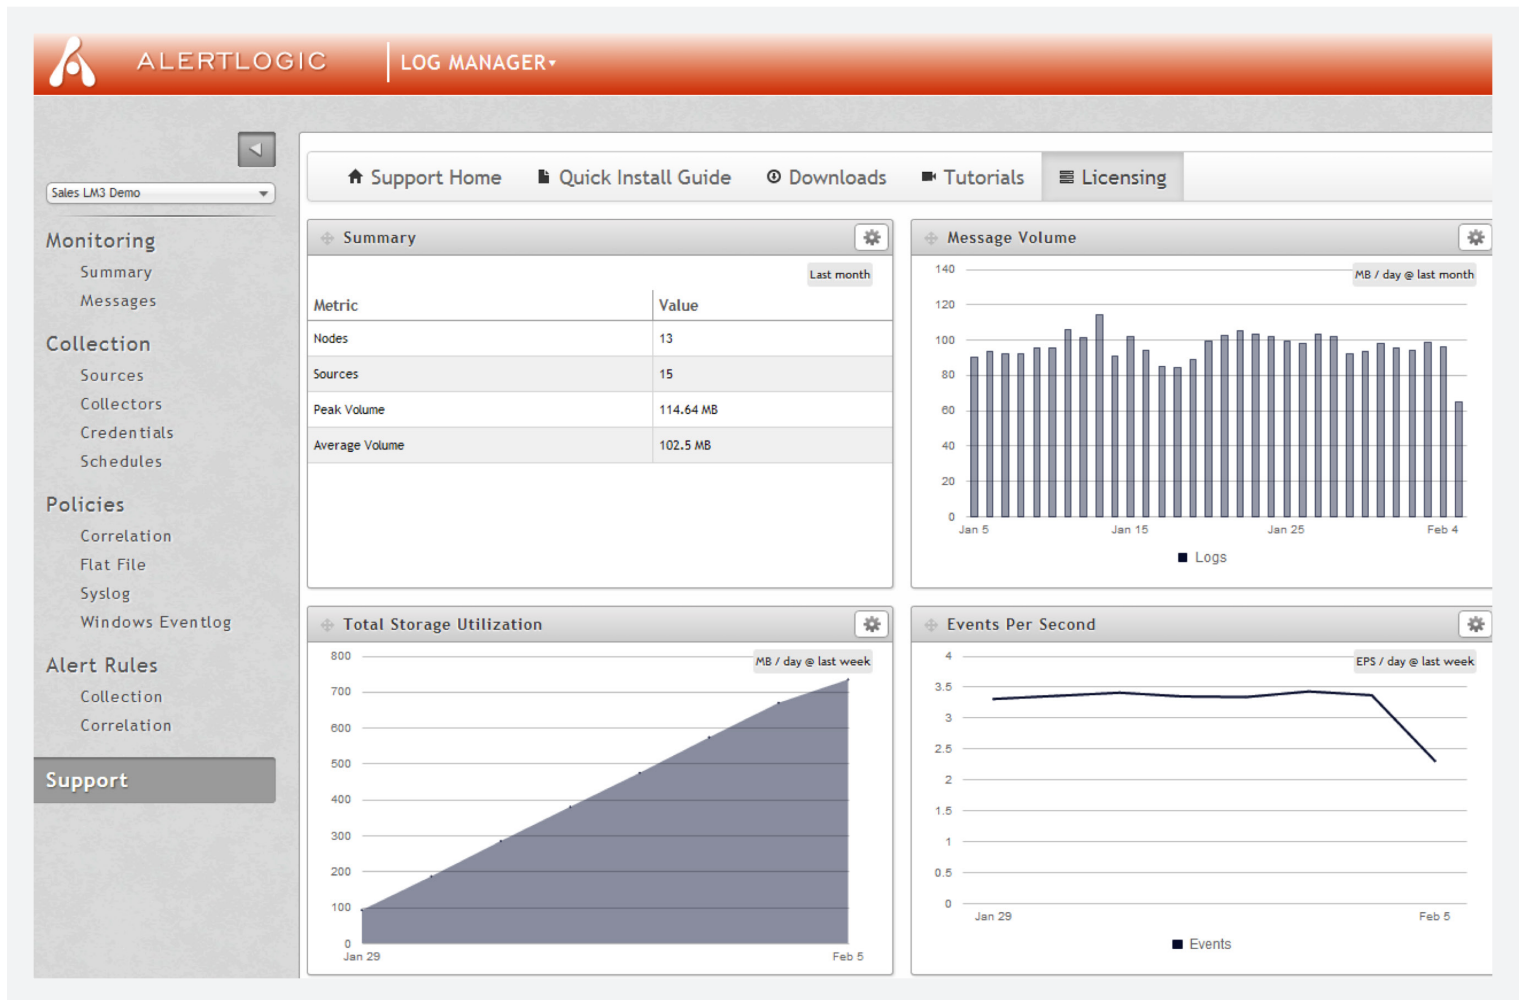 ALERTLOGIC
LOG MANAGER
Sales LM3 Demo
Monitoring
Summary
Messages
Collection
Sources
Collectors
Credentials
Schedules
Policies
Correlation
Flat File
Syslog
Windows Eventlog
Alert Rules
Collection
Correlation
Support
Support Home
Quick Install Guide
Downloads
Tutorials
Licensing
Summary
Last month
Metric Value
Nodes 13
Sources 15
Peak Volume 114.64 MB
Average Volume 102.5 MB
Message Volume
MB / day @ last month
140
120
100
80
60
40
20
0
Jan 5 Jan 15 Jan 25 Feb 4
Logs
Total Storage Utilization
MB / day @ last week
800
700
600
500
400
300
200
100
0
Jan 29 Feb 5
Events Per Second
EPS / day @ last week
4
3.5
3
2.5
2
1.5
1
0.5
0
Jan 29 Feb 5
Events